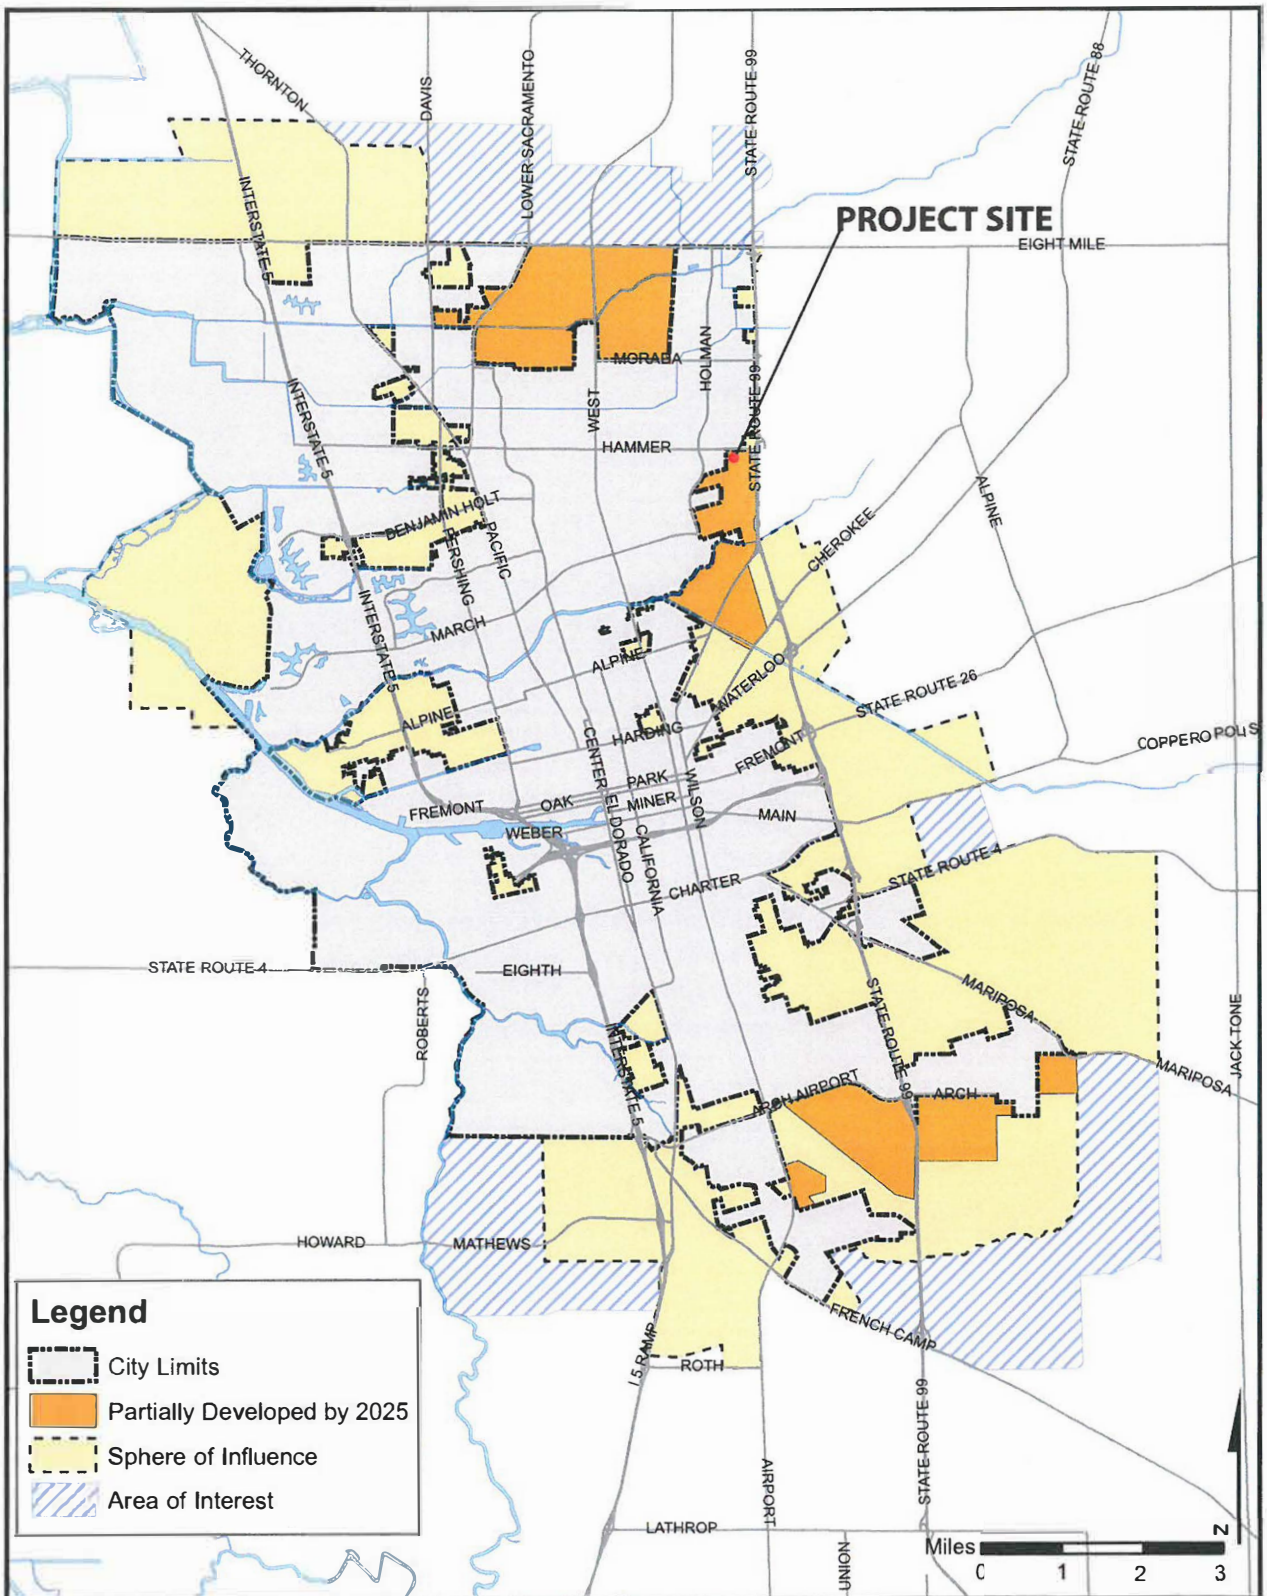 THORNTON
DAVIS
LOWER SACRAMENTO
STATE ROUTE 99
STATE ROUTE 88
INTERSTATE 5
PROJECT SITE
EIGHT MILE
MORADA
HOLMAN
STATE ROUTE 99
INTERSTATE 5
WEST
HAMMER
BENJAMIN HOLT
PERSHING
PACIFIC
ALPINE
CHEROKEE
INTERSTATE 5
MARCH
ALPINE
WATERLOO
STATE ROUTE 26
ALPINE
HARDING
FREMONT
COPPEROPOLIS
CENTER
PARK
WILSON
FREMONT
OAK
MINER
MAIN
WEBER
EL DORADO
CALIFORNIA
CHARTER
STATE ROUTE 4
STATE ROUTE 4
EIGHTH
MARIPOSA
ROBERTS
STATE ROUTE 99
JACK TONE
INTERSTATE 5
ARCH AIRPORT
ARCH
MARIPOSA
HOWARD
MATHEWS
FRENCH CAMP
I 5 RAMP
ROTH
STATE ROUTE 99
AIRPORT
LATHROP
UNION
Legend
City Limits
Partially Developed by 2025
Sphere of Influence
Area of Interest
N
Miles
0 1 2 3